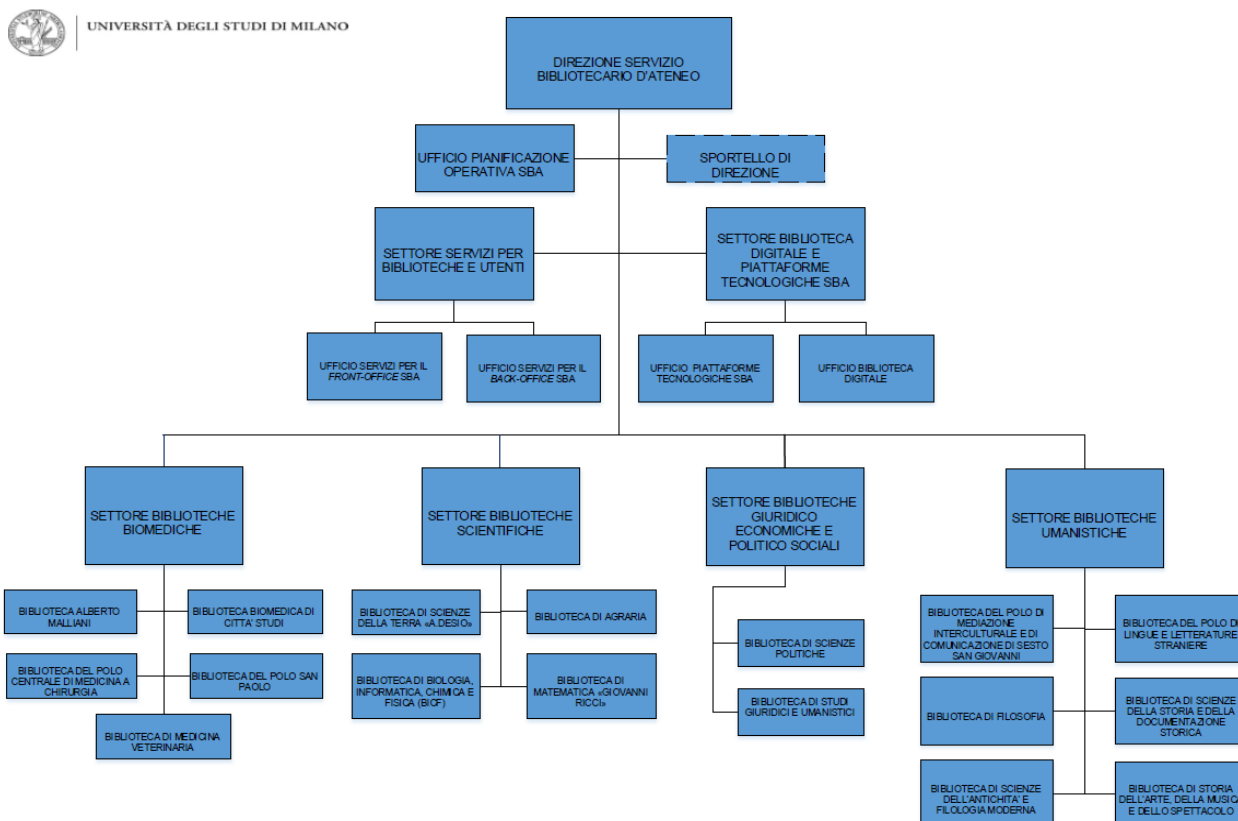 UNIVERSITÀ DEGLI STUDI DI MILANO
DIREZIONE SERVIZIO
BIBLIOTECARIO D'ATENEO
UFFICIO PIANIFICAZIONE
OPERATIVA SBA
SPORTELLO DI
DIREZIONE
SETTORE SERVIZI PER
BIBLIOTECHE E UTENTI
SETTORE BIBLIOTECA
DIGITALE E
PIATTAFORME
TECNOLOGICHE SBA
UFFICIO SERVIZI PER IL
FRONT-OFFICE SBA
UFFICIO SERVIZI PER IL
BACK-OFFICE SBA
UFFICIO PIATTAFORME
TECNOLOGICHE SBA
UFFICIO BIBLIOTECA
DIGITALE
SETTORE BIBLIOTECHE
BIOMEDICHE
SETTORE BIBLIOTECHE
SCIENTIFICHE
SETTORE BIBLIOTECHE
GIURIDICO
ECONOMICHE E
POLITICO SOCIALI
SETTORE BIBLIOTECHE
UMANISTICHE
BIBLIOTECA ALBERTO
MALLIANI
BIBLIOTECA BIOMEDICA DI
CITTA' STUDI
BIBLIOTECA DEL POLO
CENTRALE DI MEDICINA A
CHIRURGIA
BIBLIOTECA DEL POLO SAN
PAOLO
BIBLIOTECA DI MEDICINA
VETERINARIA
BIBLIOTECA DI SCIENZE
DELLA TERRA «A.DESIO»
BIBLIOTECA DI AGRARIA
BIBLIOTECA DI BIOLOGIA,
INFORMATICA, CHIMICA E
FISICA (BICF)
BIBLIOTECA DI
MATEMATICA «GIOVANNI
RICCI»
BIBLIOTECA DI SCIENZE
POLITICHE
BIBLIOTECA DI STUDI
GIURIDICI E UMANISTICI
BIBLIOTECA DEL POLO DI
MEDIAZIONE
INTERCULTURALE E DI
COMUNICAZIONE DI SESTO
SAN GIOVANNI
BIBLIOTECA DEL POLO DI
LINGUE E LETTERATURE
STRANIERE
BIBLIOTECA DI FILOSOFIA
BIBLIOTECA DI SCIENZE
DELLA STORIA E DELLA
DOCUMENTAZIONE
STORICA
BIBLIOTECA DI SCIENZE
DELL'ANTICHITA' E
FILOLOGIA MODERNA
BIBLIOTECA DI STORIA
DELL'ARTE, DELLA MUSICA
E DELLO SPETTACOLO